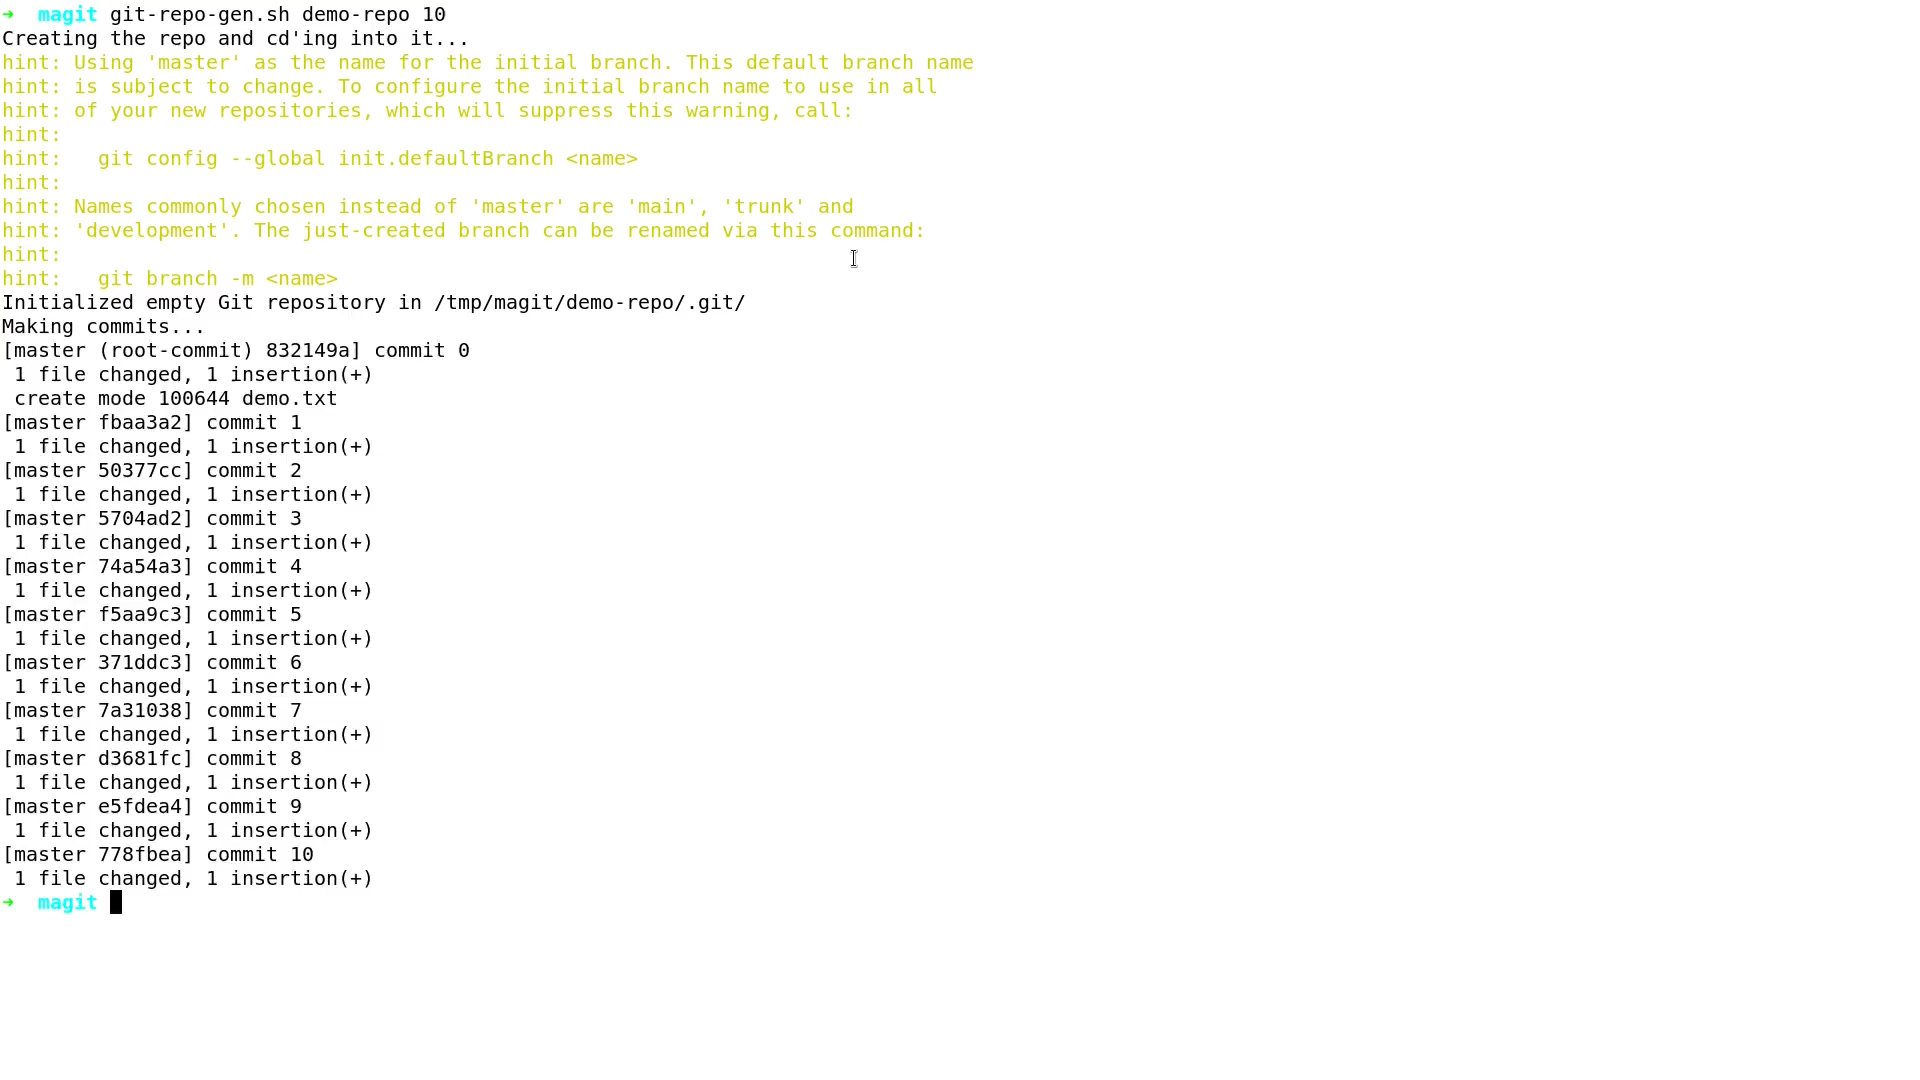 ➜  magit git-repo-gen.sh demo-repo 10
Creating the repo and cd'ing into it...
hint: Using 'master' as the name for the initial branch. This default branch name
hint: is subject to change. To configure the initial branch name to use in all
hint: of your new repositories, which will suppress this warning, call:
hint:
hint:   git config --global init.defaultBranch <name>
hint:
hint: Names commonly chosen instead of 'master' are 'main', 'trunk' and
hint: 'development'. The just-created branch can be renamed via this command:
hint:
hint:   git branch -m <name>
Initialized empty Git repository in /tmp/magit/demo-repo/.git/
Making commits...
[master (root-commit) 832149a] commit 0
 1 file changed, 1 insertion(+)
 create mode 100644 demo.txt
[master fbaa3a2] commit 1
 1 file changed, 1 insertion(+)
[master 50377cc] commit 2
 1 file changed, 1 insertion(+)
[master 5704ad2] commit 3
 1 file changed, 1 insertion(+)
[master 74a54a3] commit 4
 1 file changed, 1 insertion(+)
[master f5aa9c3] commit 5
 1 file changed, 1 insertion(+)
[master 371ddc3] commit 6
 1 file changed, 1 insertion(+)
[master 7a31038] commit 7
 1 file changed, 1 insertion(+)
[master d3681fc] commit 8
 1 file changed, 1 insertion(+)
[master e5fdea4] commit 9
 1 file changed, 1 insertion(+)
[master 778fbea] commit 10
 1 file changed, 1 insertion(+)
➜  magit